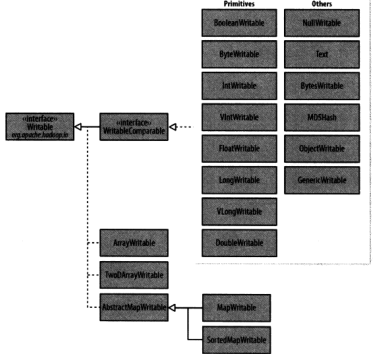 Primitives
Others
BooleanWritable
NullWritable
ByteWritable
Text
IntWritable
BytesWritable
«interface»
Writable
org.apache.hadoop.io
«interface»
WritableComparable
VIntWritable
MD5Hash
FloatWritable
ObjectWritable
LongWritable
GenericWritable
VLongWritable
DoubleWritable
ArrayWritable
TwoDArrayWritable
AbstractMapWritable
MapWritable
SortedMapWritable